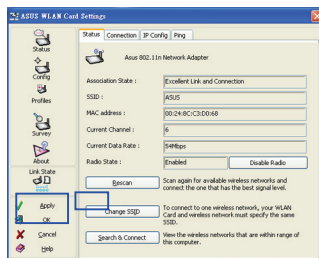 ASUS WLAN Card Settings
Status
Config
Profiles
Survey
About
Link State
Apply
OK
Cancel
Help
Status Connection IP Config Ping
Asus 802.11n Network Adapter
Association State : Excellent Link and Connection
SSID : ASUS
MAC address : 00:24:8C:C3:D0:68
Current Channel : 6
Current Data Rate : 54Mbps
Radio State : Enabled Disable Radio
Rescan
Scan again for available wireless networks and
connect the one that has the best signal level.
Change SSID
To connect to one wireless network, your WLAN
Card and wireless network must specify the same
SSID.
Search & Connect
View the wireless networks that are within range of
this computer.